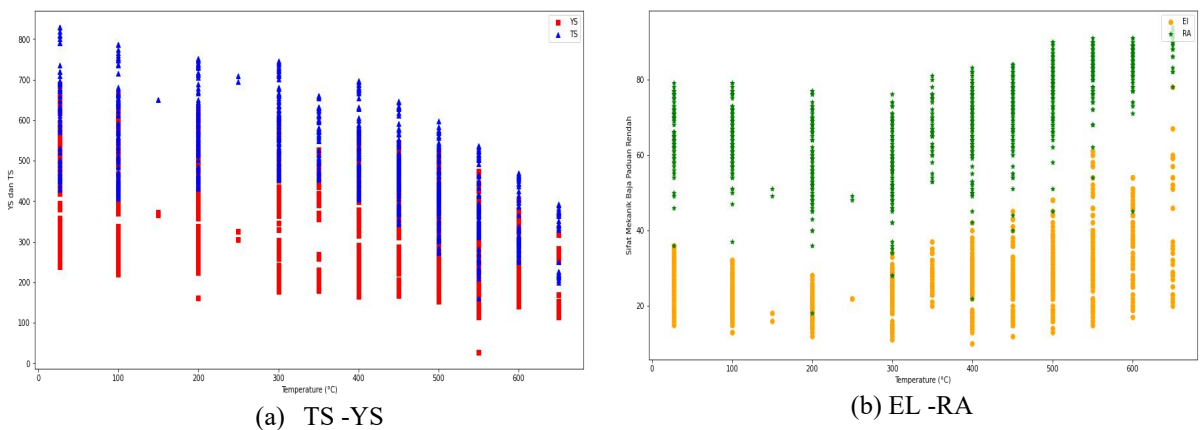 YS
TS
800
700
600
500
400
300
200
100
0
YS dan TS
0 100 200 300 400 500 600
Temperature (°C)
(a) TS -YS
El
RA
80
60
40
20
Sifat Mekanik Baja Paduan Rendah
0 100 200 300 400 500 600
Temperature (°C)
(b) EL -RA